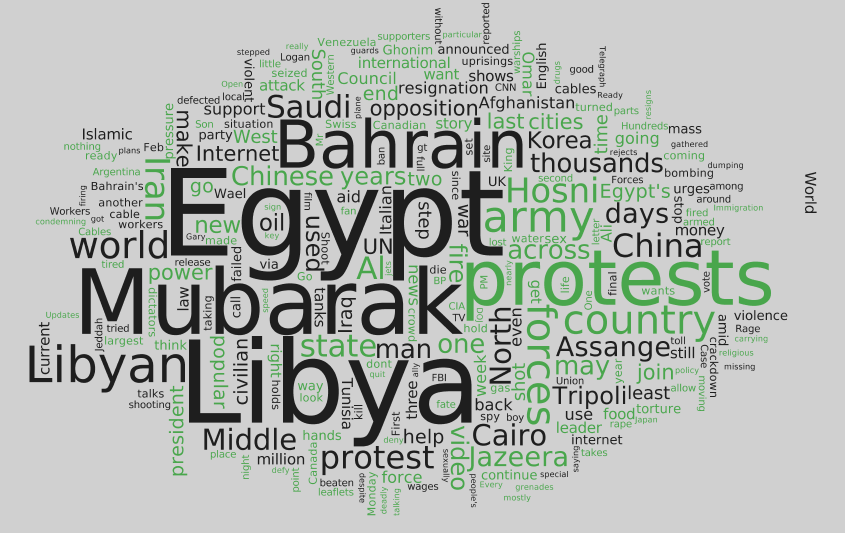 without
reported
Venezuela supporters particular
really
guards
Ghonim announced
warships
English
stepped
Logan
South
Western
international
uprisings
Omar
drugs
good
Telegraph
little
seized
Council want shows
violent
attack
end resignation CNN
cables
Ready
Open
defected local
plane
Saudi opposition Afghanistan turned parts
resigns
support
pressure
make
Son situation
Mr
Swiss Canadian story last cities
time
Hundreds mass
Islamic
party West
Bahrain
ban
gt
full
set
site
King
Korea
going
gathered
nothing
plans Feb
Internet
rejects
thousands
coming
ready
dumping
bombing
Argentina
Iran
Chinese years two
since
UK
second
Forces
Bahrain's
firing
go Wael
Egypt
film
aid
fan
Italian
step
war
Hosni Egypt's
urges among
stop
around
another
Workers got cable
sign
oil
key
used
Shoot
army
days
fired
armed
Immigration
condemning
workers
Cables
new
Gary made
letter
Ali
money
world
UN
lost watersex
across
China report
failed
via
release
tired
power
Go
AI
jets
news
crowd
die
BP
fire
PM
nearly
protests
get
life
One
final
wants
vote
dictators
law
taking
call
speed
Mubarak
tanks
Iraq
CIA
TV
log
hold
even
country
Updates
tried
Jeddah
current
largest
amid
violence
Rage
crackdown
carrying
think
popular
civilian
right
holds
state man one
North
forces
Assange toll
still
Case
religious
missing
Libyan
Libya
dont
quit
ally
three
FBI
week
shot
gas
Union
may
year
join policy
allow
moving
talks
shooting
way
look
Tunisia
kill
First
fate
back
spy boy
Tripoli least
president
use food torture
leader rape Japan
Middle hands
deny help
video
Cairo
internet
place
night
million
Canada
protest
sexually
Jazeera
saying
takes
defy
point
beaten
leaflets
despite
Monday
deadly
talking
force
wages
people's
continue special
Every grenades
mostly
World